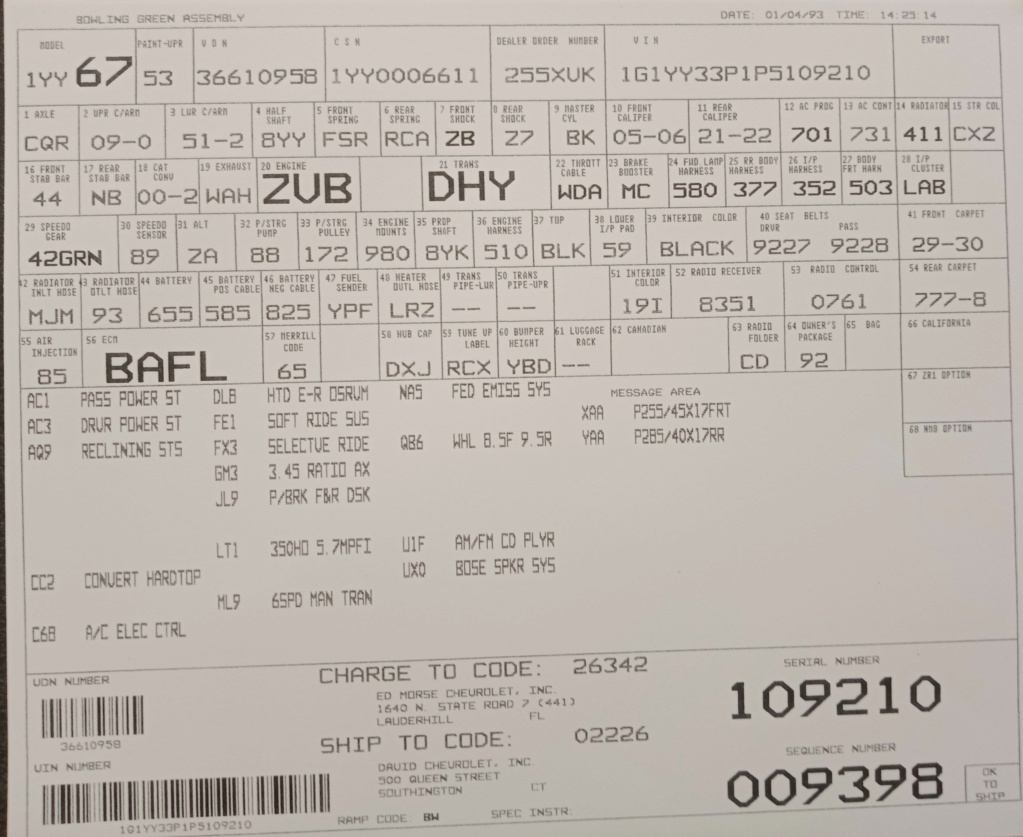 BOWLING GREEN ASSEMBLY DATE: 01/04/93 TIME: 14:25:14
MODEL PAINT-UPR VDN CSN DEALER ORDER NUMBER VIN EXPORT
1YY 67 53 36610958 1YY0006611 255XUK 1G1YY33P1P5109210
1 AXLE 2 UPR C/ARM 3 LWR C/ARM 4 HALF SHAFT 5 FRONT SPRING 6 REAR SPRING 7 FRONT SHOCK 8 REAR SHOCK 9 MASTER CYL 10 FRONT CALIPER 11 REAR CALIPER 12 AC PROG 13 AC CONT 14 RADIATOR 15 STR COL
CQR 09-0 51-2 8YY FSR RCA ZB Z7 BK 05-06 21-22 701 731 411 CXZ
16 FRONT STAB BAR 17 REAR STAB BAR 18 CAT CONV 19 EXHAUST 20 ENGINE 21 TRANS 22 THROTT CABLE 23 BRAKE BOOSTER 24 FWD LAMP HARNESS 25 RR BODY HARNESS 26 I/P HARNESS 27 BODY FRT HARN 28 I/P CLUSTER
44 NB 00-2 WAH ZUB DHY WDA MC 580 377 352 503 LAB
29 SPEEDO GEAR 30 SPEEDO SENSOR 31 ALT 32 P/STRG PUMP 33 P/STRG PULLEY 34 ENGINE MOUNTS 35 PROP SHAFT 36 ENGINE HARNESS 37 TOP 38 LOWER I/P PAD 39 INTERIOR COLOR 40 SEAT BELTS DRVR PASS 41 FRONT CARPET
42GRN 89 ZA 88 172 980 8YK 510 BLK 59 BLACK 9227 9228 29-30
42 RADIATOR INLT HOSE 43 RADIATOR OTLT HOSE 44 BATTERY 45 BATTERY POS CABLE 46 BATTERY NEG CABLE 47 FUEL SENDER 48 HEATER OUTL HOSE 49 TRANS PIPE-LWR 50 TRANS PIPE-UPR 51 INTERIOR COLOR 52 RADIO RECEIVER 53 RADIO CONTROL 54 REAR CARPET
MJM 93 655 585 825 YPF LRZ -- -- 19I 8351 0761 777-8
55 AIR INJECTION 56 ECM 57 MERRILL CODE 58 HUB CAP 59 TUNE UP LABEL 60 BUMPER HEIGHT 61 LUGGAGE RACK 62 CANADIAN 63 RADIO FOLDER 64 OWNER'S PACKAGE 65 BAG 66 CALIFORNIA
85 BAFL 65 DXJ RCX YBD -- CD 92
67 ZR1 OPTION
68 NDB OPTION
AC1 PASS POWER ST DL8 HTD E-R OSRVM NA5 FED EMISS SYS MESSAGE AREA
AC3 DRVR POWER ST FE1 SOFT RIDE SUS XAA P255/45X17FRT
AQ9 RECLINING STS FX3 SELECTVE RIDE QB6 WHL 8.5F 9.5R YAA P285/40X17RR
GM3 3.45 RATIO AX
JL9 P/BRK F&R DSK
LT1 350HO 5.7MPFI U1F AM/FM CD PLYR
CC2 CONVERT HARDTOP UX0 BOSE SPKR SYS
ML9 6SPD MAN TRAN
C68 A/C ELEC CTRL
VDN NUMBER
36610958
VIN NUMBER
1G1YY33P1P5109210
CHARGE TO CODE: 26342
ED MORSE CHEVROLET, INC.
1640 N. STATE ROAD 7 (441)
LAUDERHILL FL
SHIP TO CODE: 02226
DAVID CHEVROLET, INC.
500 QUEEN STREET
SOUTHINGTON CT
RAMP CODE: BW SPEC INSTR:
SERIAL NUMBER
109210
SEQUENCE NUMBER
009398
OK
TO
SHIP